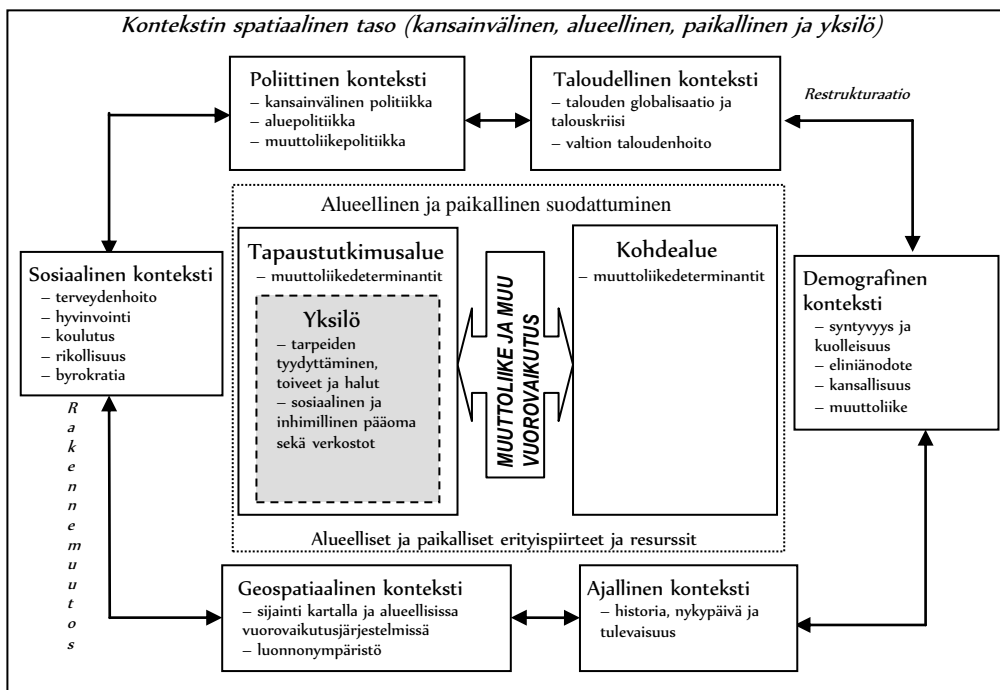 Kontekstin spatiaalinen taso (kansainvälinen, alueellinen, paikallinen ja yksilö)
Poliittinen konteksti
– kansainvälinen politiikka
– aluepolitiikka
– muuttoliikepolitiikka
Taloudellinen konteksti
– talouden globalisaatio ja
talouskriisi
– valtion taloudenhoito
Restrukturaatio
Alueellinen ja paikallinen suodattuminen
Sosiaalinen konteksti
– terveydenhoito
– hyvinvointi
– koulutus
– rikollisuus
– byrokratia
Tapaustutkimusalue
– muuttoliikedeterminantit
Yksilö
– tarpeiden
tyydyttäminen,
toiveet ja halut
– sosiaalinen ja
inhimillinen pääoma
sekä verkostot
MUUTTOLIIKE JA MUU
VUOROVAIKUTUS
Kohdealue
– muuttoliikedeterminantit
Demografinen
konteksti
– syntyvyys ja
kuolleisuus
– eliniänodote
– kansallisuus
– muuttoliike
Rakennemuutos
Alueelliset ja paikalliset erityispiirteet ja resurssit
Geospatiaalinen konteksti
– sijainti kartalla ja alueellisissa
vuorovaikutusjärjestelmissä
– luonnonympäristö
Ajallinen konteksti
– historia, nykypäivä ja
tulevaisuus